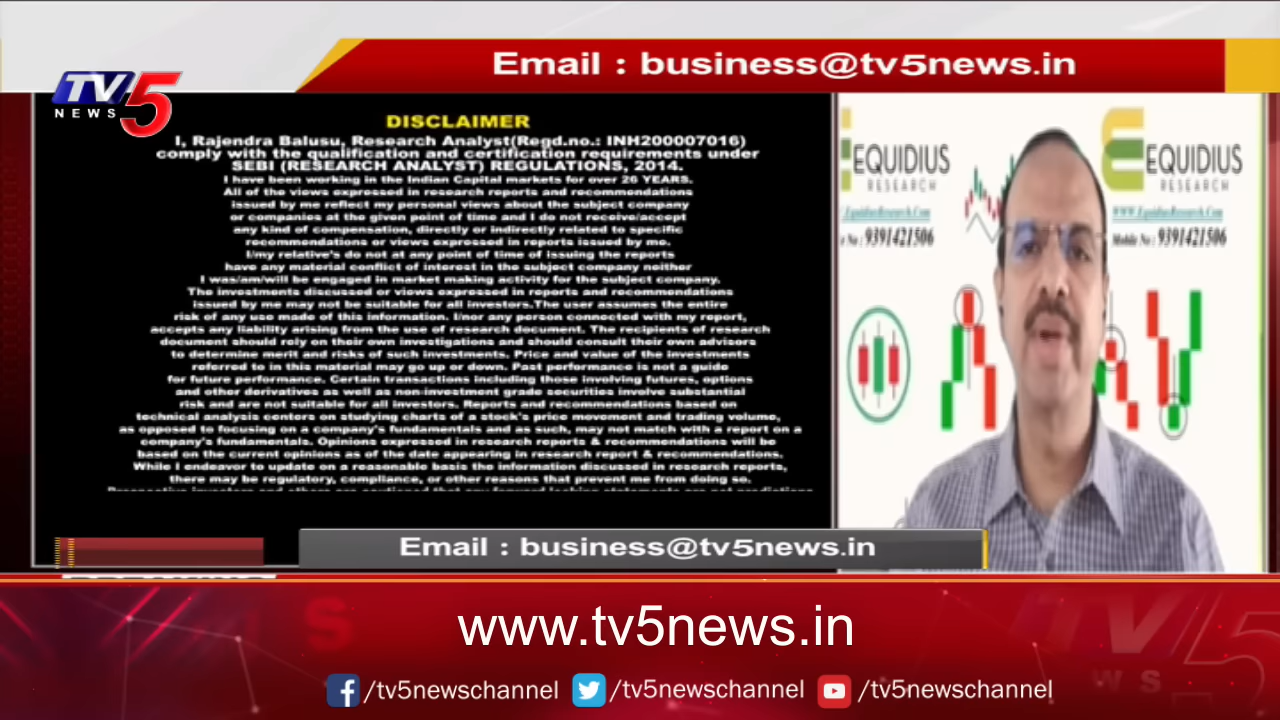 Email : business@tv5news.in
TV5
NEWS
DISCLAIMER
I, Rajendra Balusu, Research Analyst(Regd.no.: INH200007016)
comply with the qualification and certification requirements under
SEBI (RESEARCH ANALYST) REGULATIONS, 2014.
I have been working in the Indian Capital markets for over 26 YEARS.
All of the views expressed in research reports and recommendations
issued by me reflect my personal views about the subject company
or companies at the given point of time and I do not receive/accept
any kind of compensation, directly or indirectly related to specific
recommendations or views expressed in reports issued by me.
I/my relative's do not at any point of time of issuing the reports
have any material conflict of interest in the subject company neither
I was/am/will be engaged in market making activity for the subject company.
The investments discussed or views expressed in reports and recommendations
issued by me may not be suitable for all investors.The user assumes the entire
risk of any use made of this information. I/nor any person connected with my report,
accepts any liability arising from the use of research document. The recipients of research
document should rely on their own investigations and should consult their own advisors
to determine merit and risks of such investments. Price and value of the investments
referred to in this material may go up or down. Past performance is not a guide
for future performance. Certain transactions including those involving futures, options
and other derivatives as well as non-investment grade securities involve substantial
risk and are not suitable for all investors. Reports and recommendations based on
technical analysis centers on studying charts of a stock's price movement and trading volume,
as opposed to focusing on a company's fundamentals and as such, may not match with a report on a
company's fundamentals. Opinions expressed in research reports & recommendations will be
based on the current opinions as of the date appearing in research report & recommendations.
While I endeavor to update on a reasonable basis the information discussed in research reports,
there may be regulatory, compliance, or other reasons that prevent me from doing so.
EQUIDIUS
RESEARCH
www.EquidiusResearch.Com
No : 9391421506
EQUIDIUS
RESEARCH
WWW.EquidiusResearch.Com
Mobile No : 9391421506
Email : business@tv5news.in
www.tv5news.in
/tv5newschannel
/tv5newschannel
/tv5newschannel